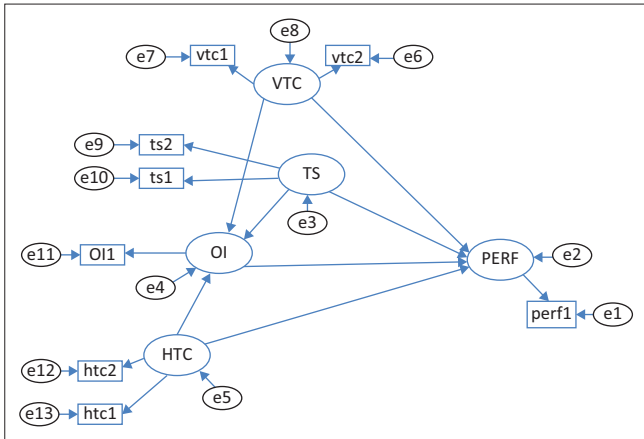 e8
e7
vtc1
vtc2
e6
VTC
e9
ts2
e10
ts1
TS
e3
e11
OI1
OI
e4
PERF
e2
perf1
e1
HTC
e12
htc2
e5
e13
htc1